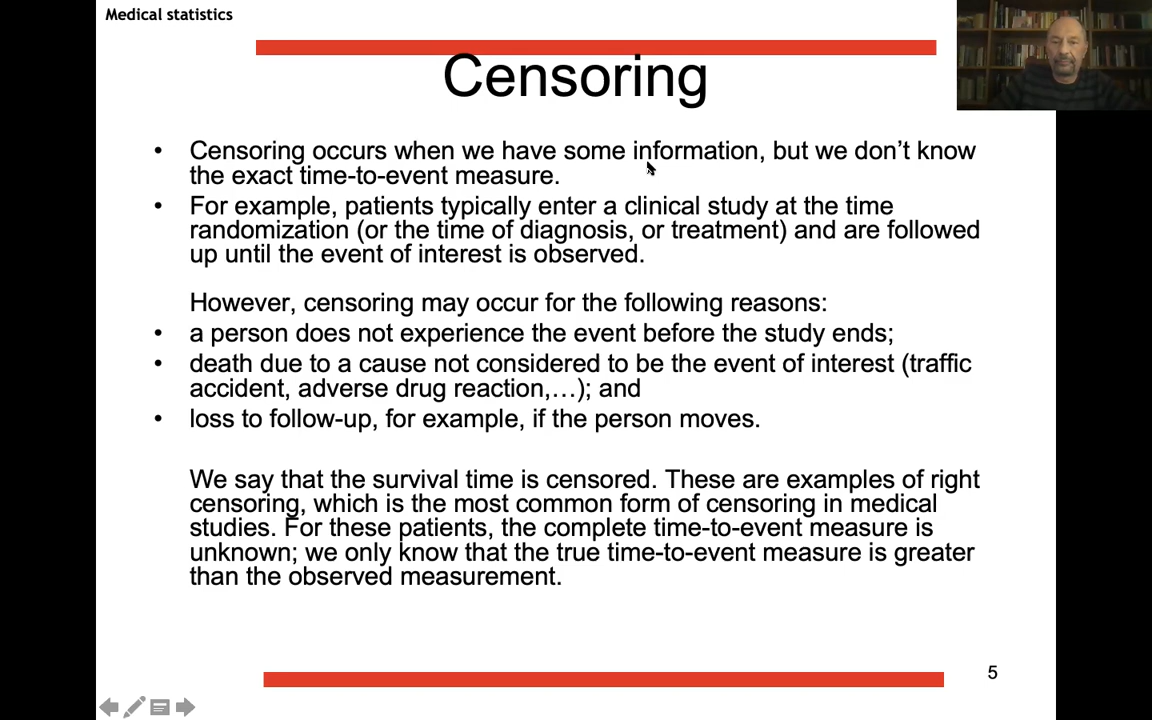 Medical statistics
Censoring
• Censoring occurs when we have some information, but we don’t know
the exact time-to-event measure.
• For example, patients typically enter a clinical study at the time
randomization (or the time of diagnosis, or treatment) and are followed
up until the event of interest is observed.
However, censoring may occur for the following reasons:
• a person does not experience the event before the study ends;
• death due to a cause not considered to be the event of interest (traffic
accident, adverse drug reaction,…); and
• loss to follow-up, for example, if the person moves.
We say that the survival time is censored. These are examples of right
censoring, which is the most common form of censoring in medical
studies. For these patients, the complete time-to-event measure is
unknown; we only know that the true time-to-event measure is greater
than the observed measurement.
5